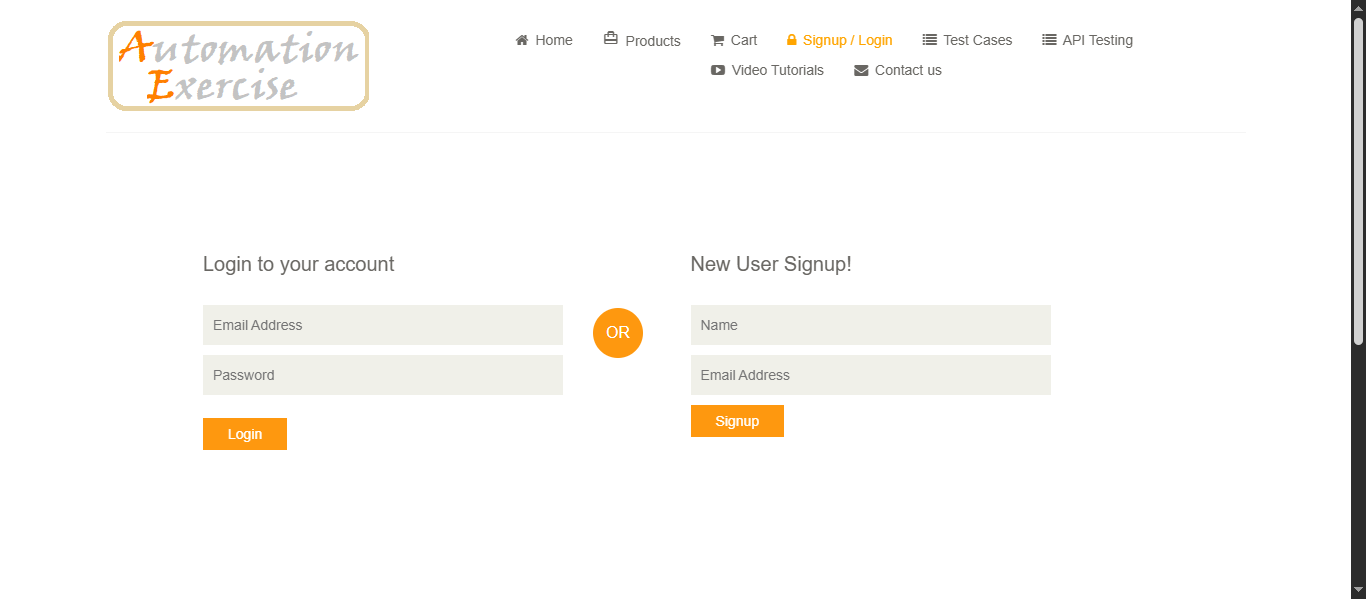 Automation
Exercise
Home Products Cart Signup / Login Test Cases API Testing
Video Tutorials Contact us
Login to your account
Email Address
Password
Login
OR
New User Signup!
Name
Email Address
Signup